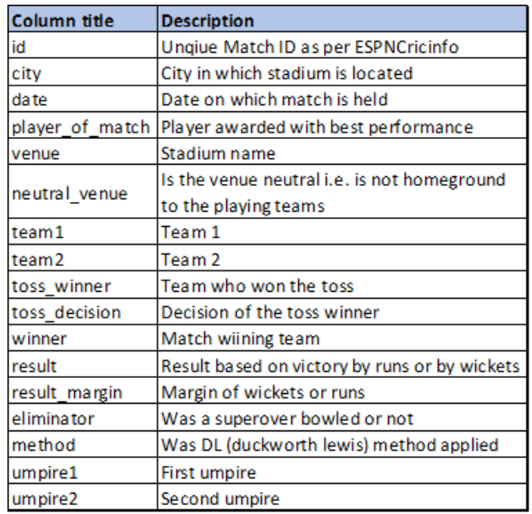 Column title Description
id Unqiue Match ID as per ESPNCricinfo
city City in which stadium is located
date Date on which match is held
player_of_match Player awarded with best performance
venue Stadium name
neutral_venue Is the venue neutral i.e. is not homeground
to the playing teams
team1 Team 1
team2 Team 2
toss_winner Team who won the toss
toss_decision Decision of the toss winner
winner Match wiining team
result Result based on victory by runs or by wickets
result_margin Margin of wickets or runs
eliminator Was a superover bowled or not
method Was DL (duckworth lewis) method applied
umpire1 First umpire
umpire2 Second umpire